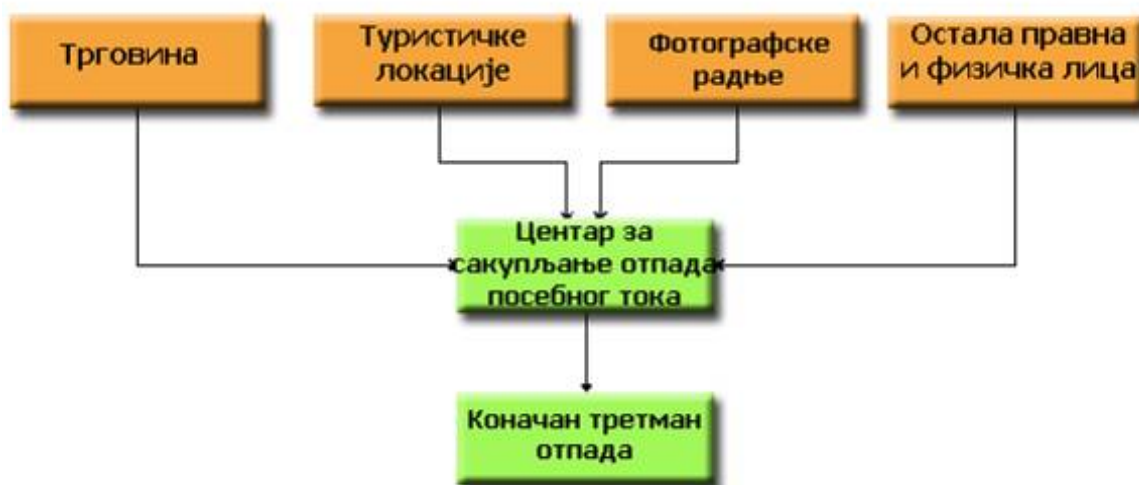 Трговина
Туристичке
локације
Фотографске
радње
Остала правна
и физичка лица
Центар за
сакупљање отпада
посебног тока
Коначан третман
отпада